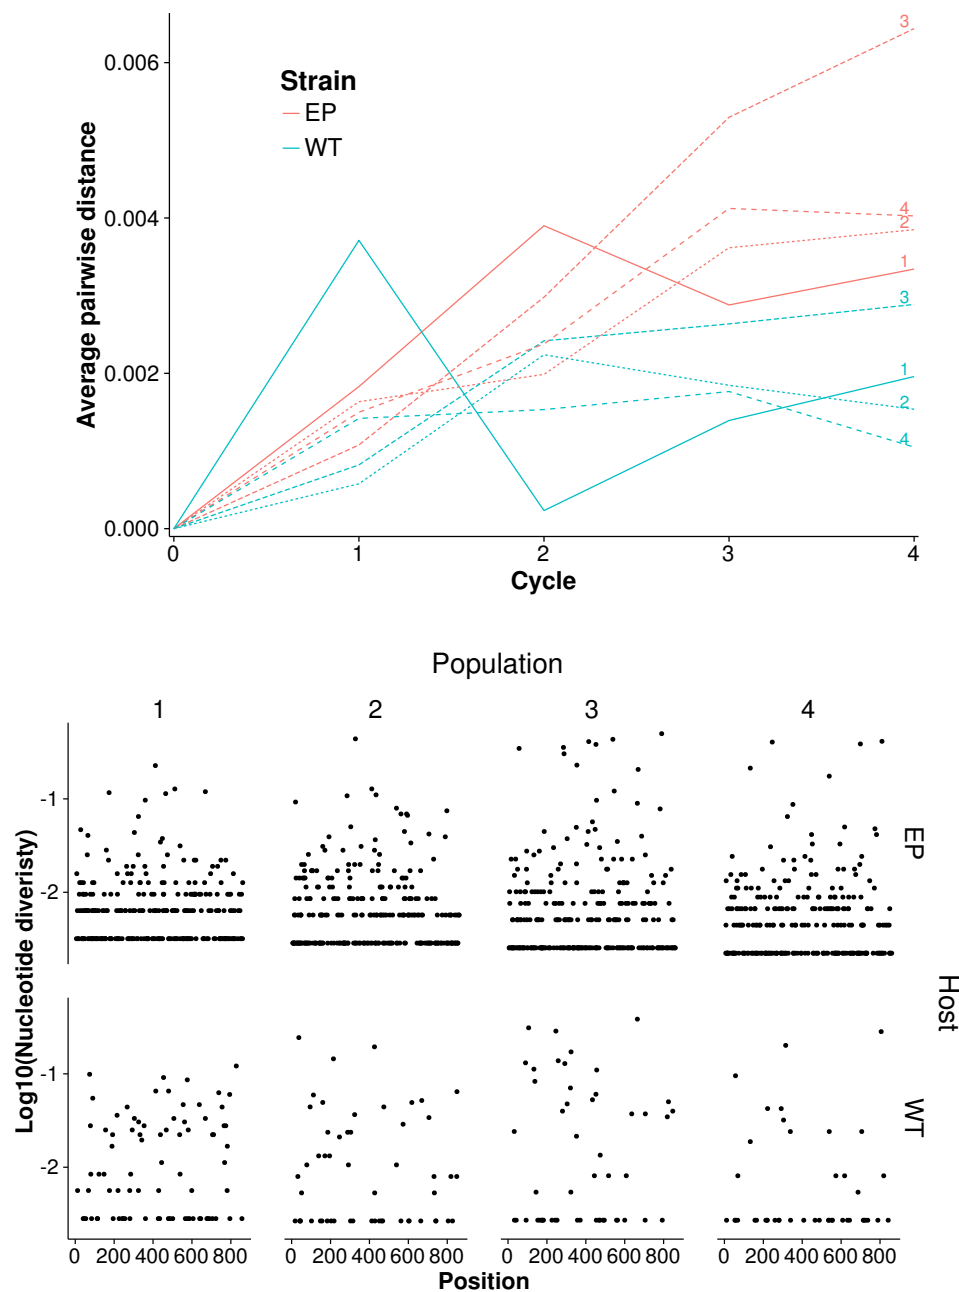 0.006
0.004
0.002
0.000
Average pairwise distance
Strain
EP
WT
3
4
2
1
3
1
2
4
0 1 2 3 4
Cycle
Population
1 2 3 4
-1
-2
EP
-1
-2
WT
Log10(Nucleotide diveristy)
Host
0 200 400 600 800 0 200 400 600 800 0 200 400 600 800 0 200 400 600 800
Position